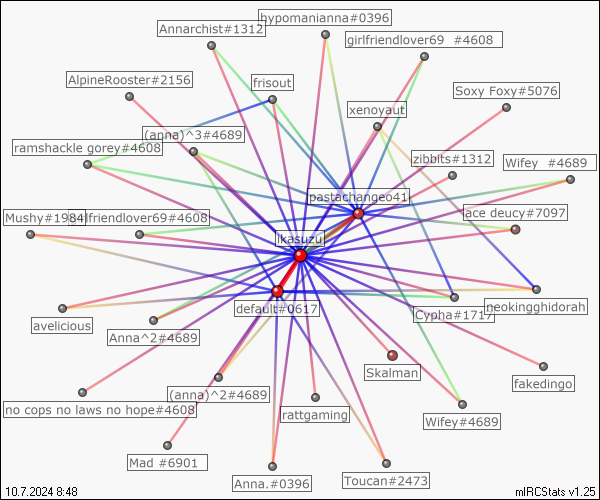 hypomanianna#0396
Annarchist#1312
girlfriendlover69 #4608
AlpineRooster#2156
frisout
Soxy Foxy#5076
xenoyaut
(anna)^3#4689
ramshackle gorey#4608
zibbits#1312
Wifey #4689
pastachangeo41
Mushy#1984
girlfriendlover69#4608
lace deucy#7097
ikasuzu
default#0617
neokingghidorah
Cypha#1717
avelicious
Anna^2#4689
Skalman
fakedingo
(anna)^2#4689
no cops no laws no hope#4608
rattgaming
Wifey#4689
Mad #6901
Anna.#0396
Toucan#2473
10.7.2024 8:48
mIRCStats v1.25